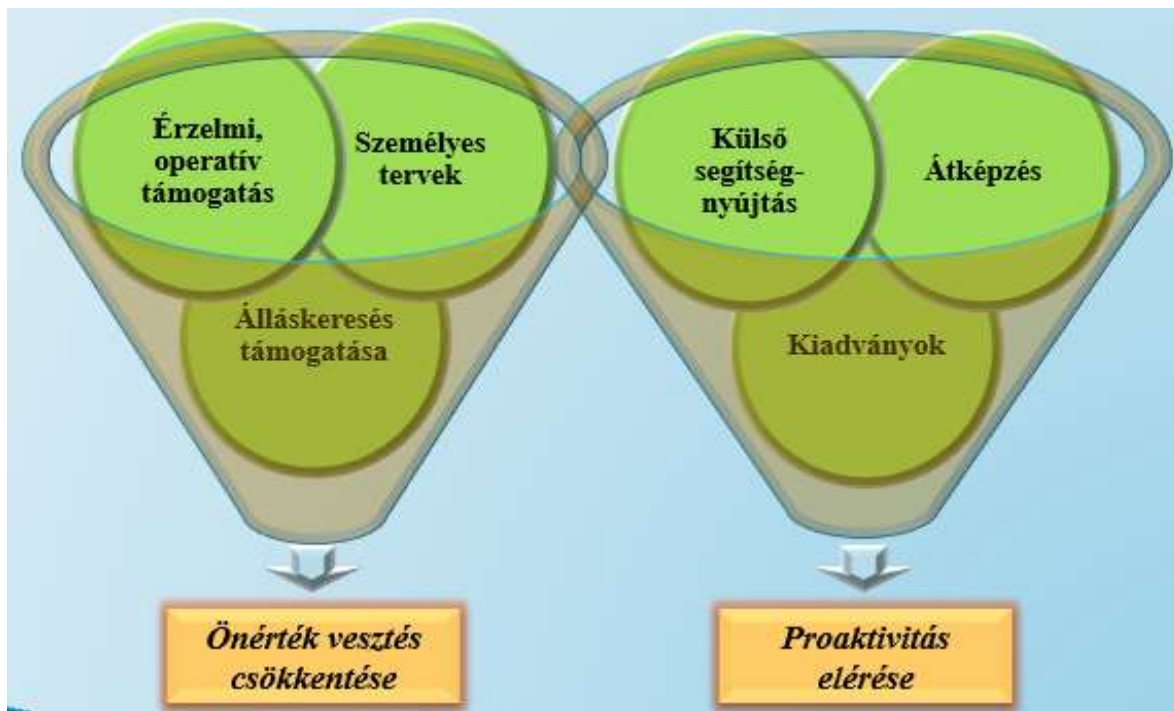 Érzelmi,
operatív
támogatás
Személyes
tervek
Álláskeresés
támogatása
Önérték vesztés
csökkentése
Külső
segítség-
nyújtás
Átképzés
Kiadványok
Proaktivitás
elérése